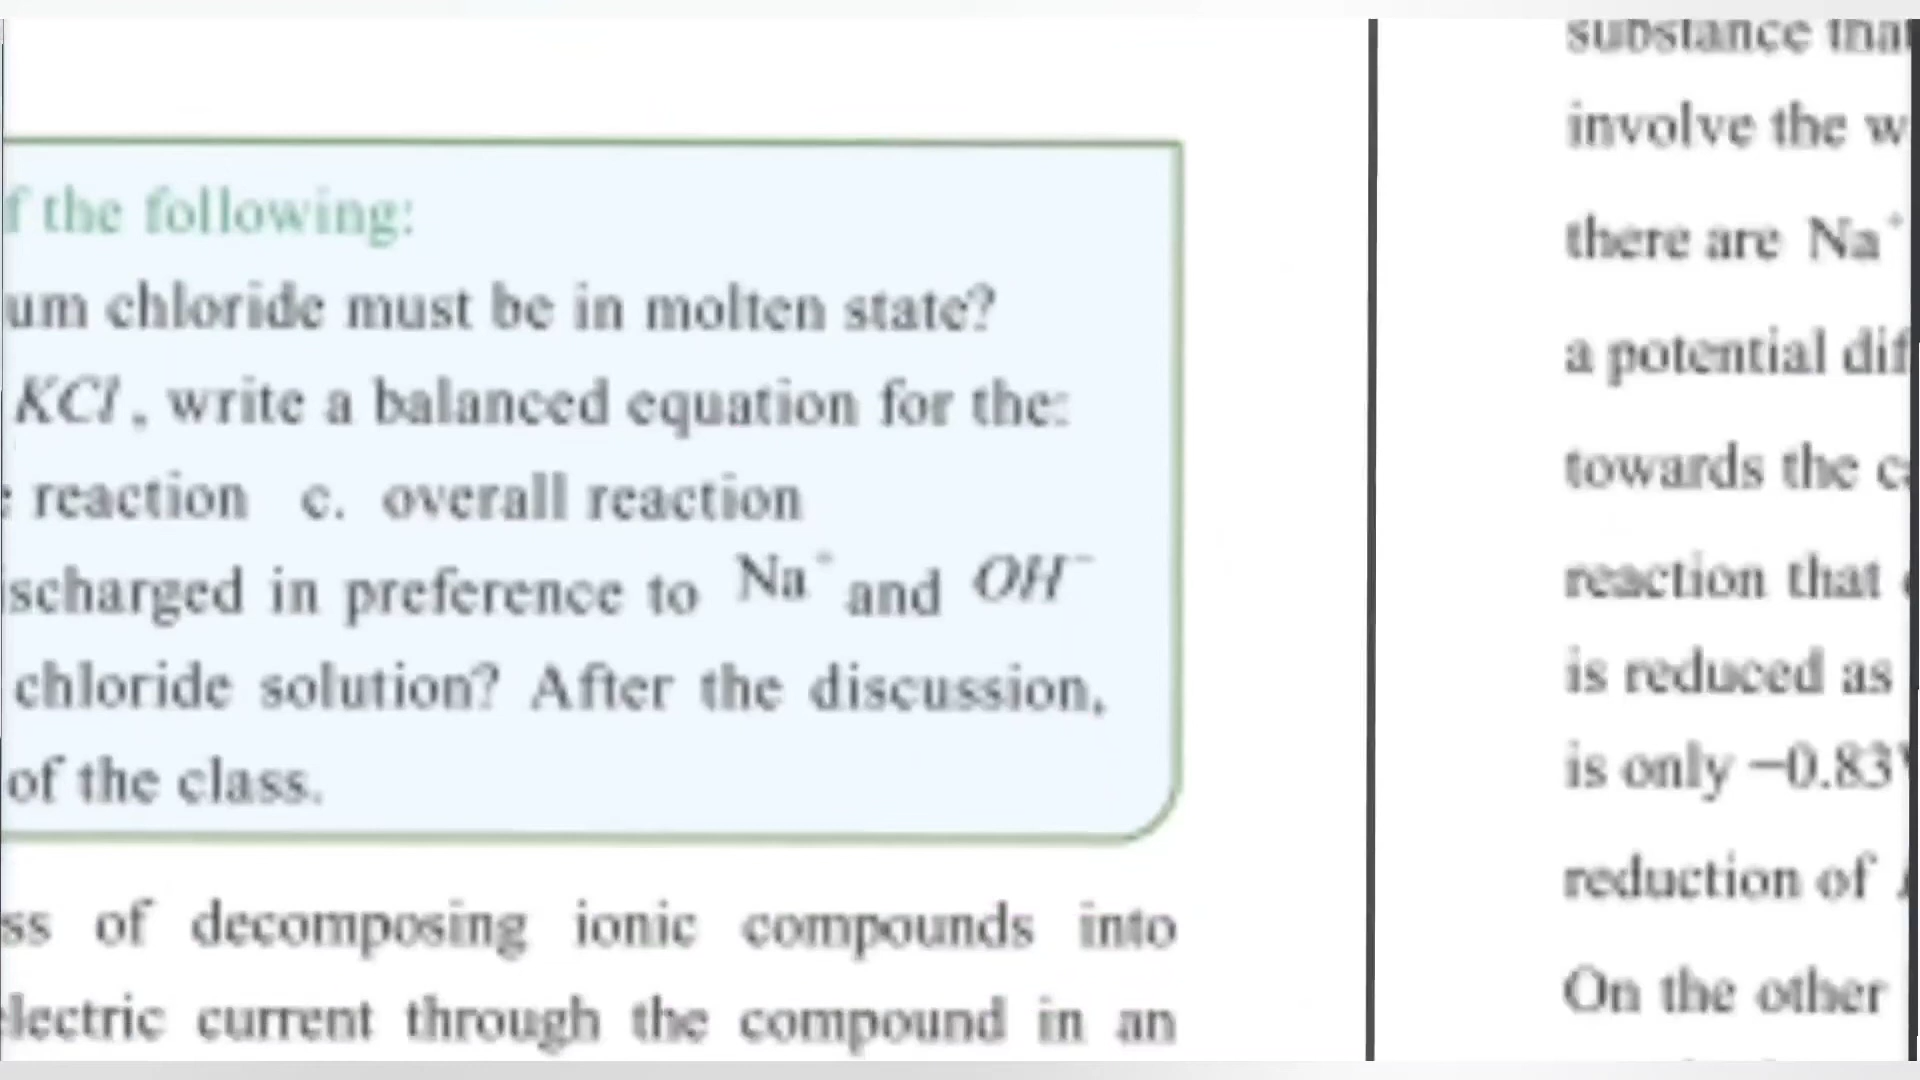 f the following:
um chloride must be in molten state?
KCl, write a balanced equation for the:
reaction c. overall reaction
scharged in preference to Na⁺ and OH⁻
chloride solution? After the discussion,
of the class.
ss of decomposing ionic compounds into
lectric current through the compound in an
substance that
involve the w
there are Na⁺
a potential dif
towards the c
reaction that
is reduced as
is only −0.83
reduction of
On the other